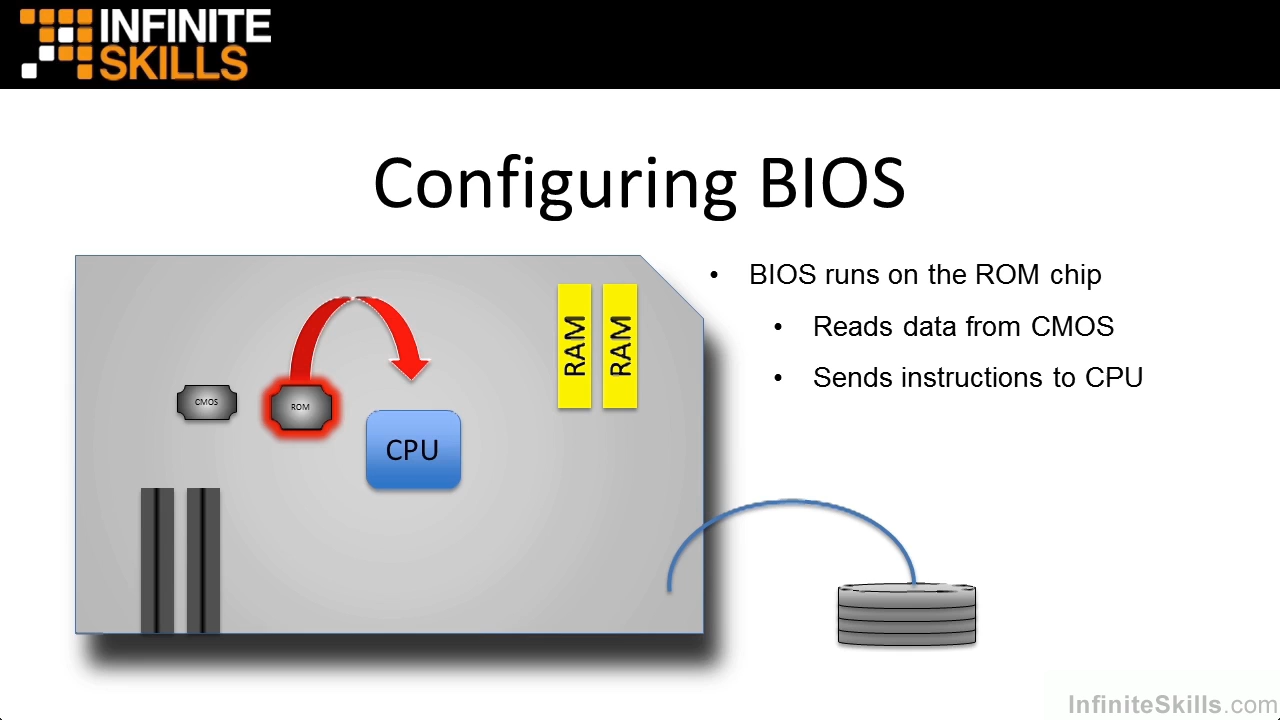 INFINITE
SKILLS
Configuring BIOS
• BIOS runs on the ROM chip
• Reads data from CMOS
• Sends instructions to CPU
RAM
RAM
CMOS
ROM
CPU
InfiniteSkills.com